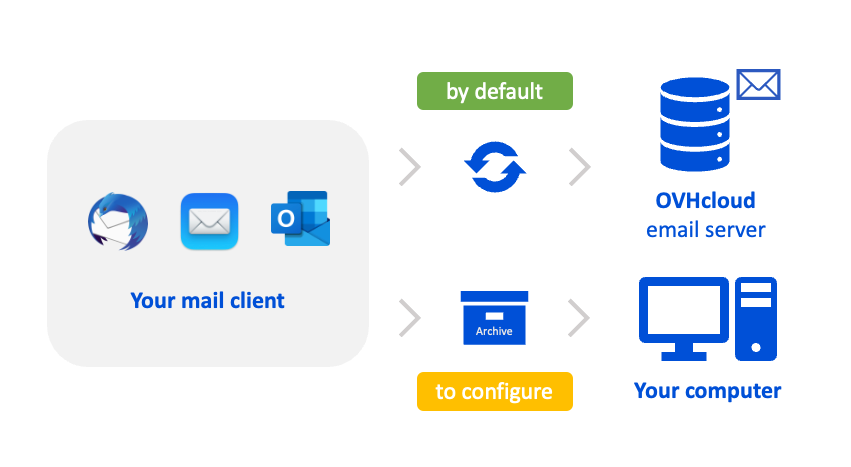 by default
OVHcloud
email server
O
Your mail client
Archive
to configure
Your computer